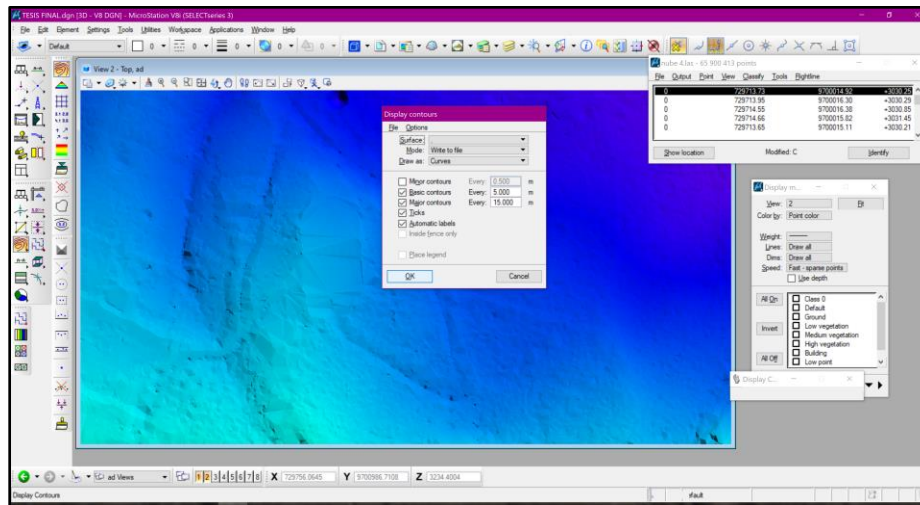 TESIS FINAL.dgn [3D - V8 DGN] - MicroStation V8i (SELECTseries 3)
File Edit Element Settings Tools Utilities Workspace Applications Window Help
Default 0 0 0 0 0
View 2 - Top, ad
Display contours
File Options
Surface:
Mode: Write to file
Draw as: Curves
Minor contours Every: 0.500 m
Basic contours Every: 5.000 m
Major contours Every: 15.000 m
Ticks
Automatic labels
Inside fence only
Place legend
OK Cancel
nube 4.las - 65 900 413 points
File Output Point View Classify Tools Flightline
0 729713.73 9700014.92 +3030.25
0 729713.95 9700016.30 +3030.29
0 729714.55 9700016.38 +3030.85
0 729714.66 9700015.82 +3031.45
0 729713.65 9700015.11 +3030.21
Show location Modified: C Identify
Display m...
View: 2 Fit
Color by: Point color
Weight:
Lines: Draw all
Dims: Draw all
Speed: Fast - sparse points
Use depth
All On
Invert
All Off
Class 0
Default
Ground
Low vegetation
Medium vegetation
High vegetation
Building
Low point
Display C...
ad Views 1 2 3 4 5 6 7 8 X 729756.0645 Y 9700986.7108 Z 3234.4004
Display Contours